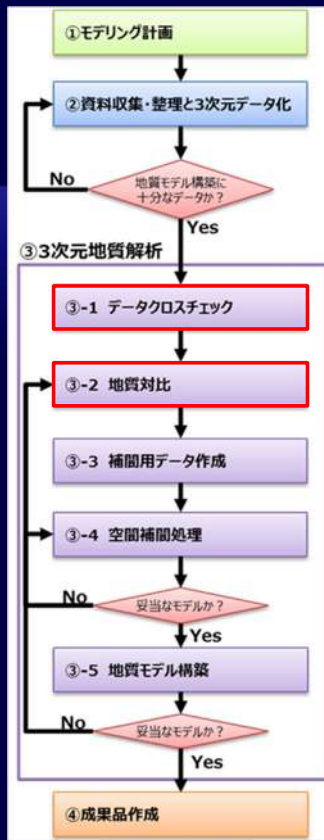 ①モデリング計画
②資料収集・整理と3次元データ化
No
地質モデル構築に
十分なデータか?
Yes
③3次元地質解析
③-1 データクロスチェック
③-2 地質対比
③-3 補間用データ作成
③-4 空間補間処理
No
妥当なモデルか?
Yes
③-5 地質モデル構築
No
妥当なモデルか?
Yes
④成果品作成